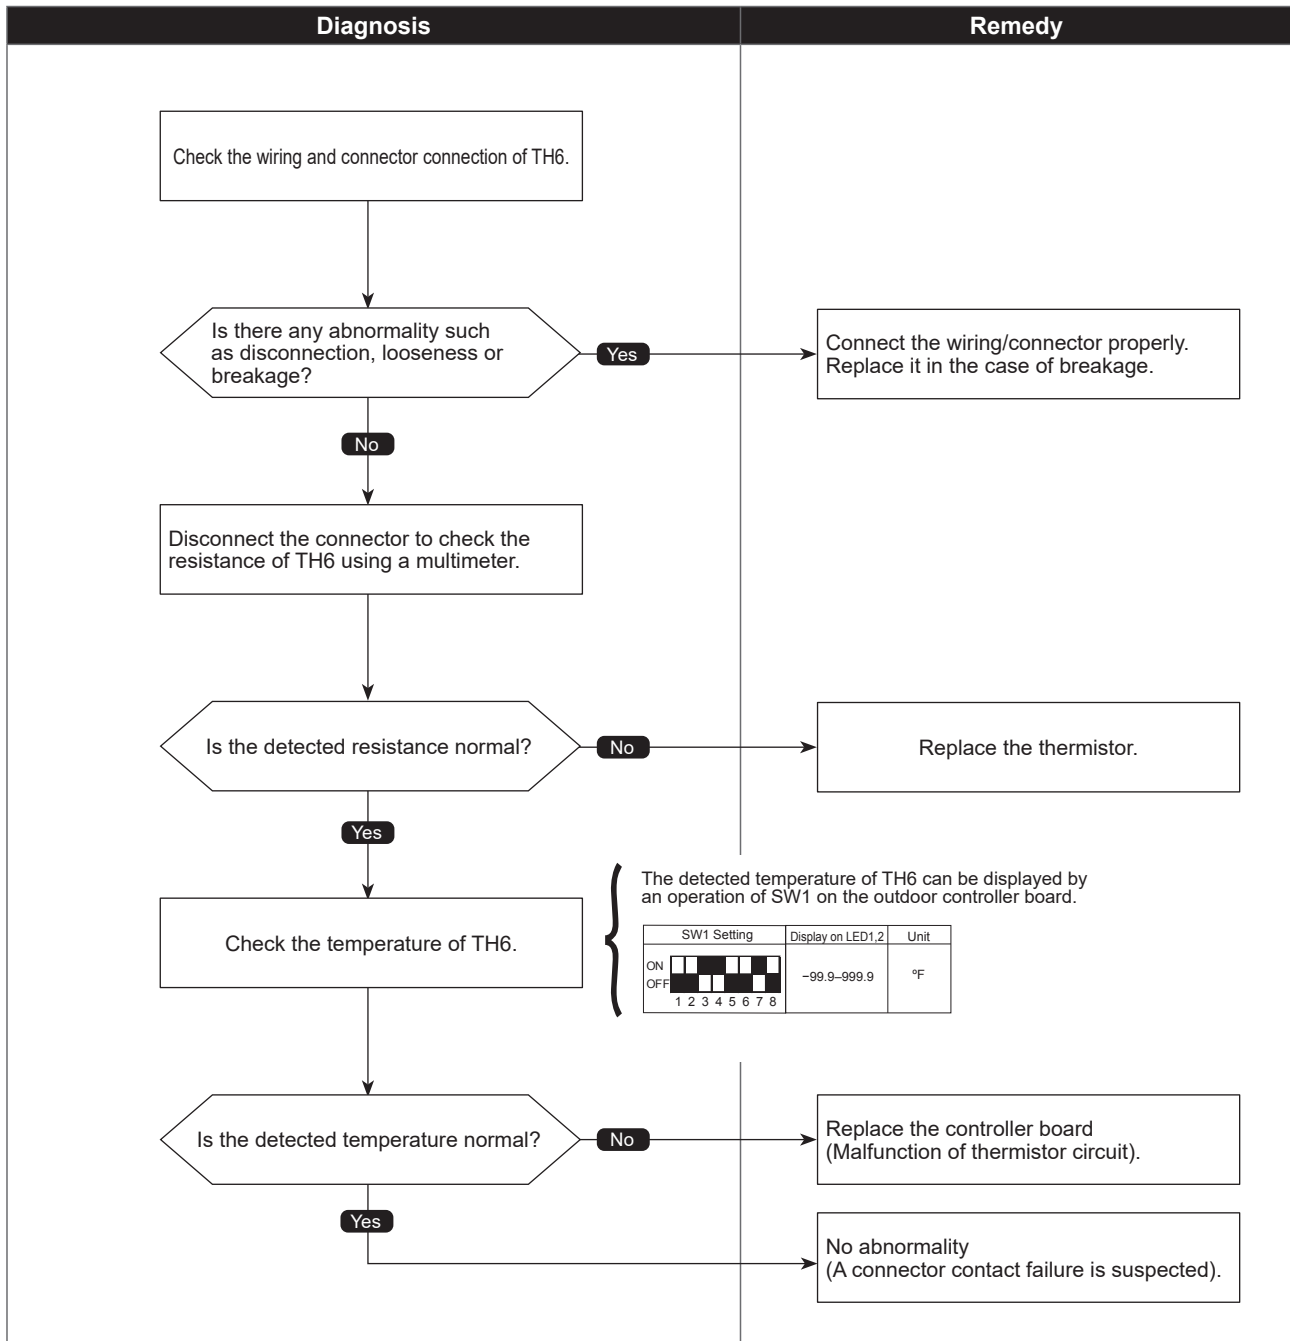 Diagnosis
Remedy
Check the wiring and connector connection of TH6.
Is there any abnormality such
as disconnection, looseness or
breakage?
Yes
Connect the wiring/connector properly.
Replace it in the case of breakage.
No
Disconnect the connector to check the
resistance of TH6 using a multimeter.
Is the detected resistance normal?
No
Replace the thermistor.
Yes
Check the temperature of TH6.
The detected temperature of TH6 can be displayed by
an operation of SW1 on the outdoor controller board.
SW1 Setting
Display on LED1,2
Unit
ON
OFF
1 2 3 4 5 6 7 8
−99.9–999.9
ºF
Is the detected temperature normal?
No
Replace the controller board
(Malfunction of thermistor circuit).
Yes
No abnormality
(A connector contact failure is suspected).